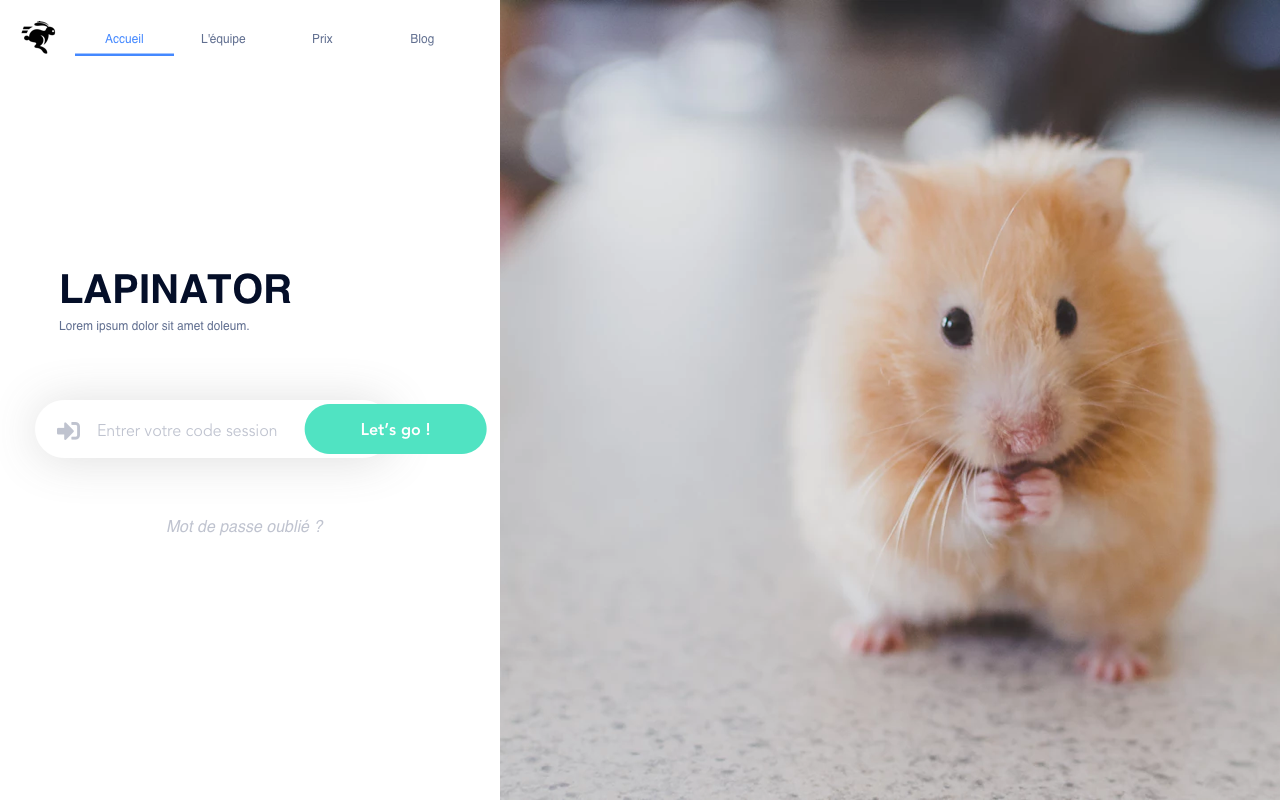 Accueil
L'équipe
Prix
Blog
LAPINATOR
Lorem ipsum dolor sit amet doleum.
Entrer votre code session
Let's go !
Mot de passe oublié ?